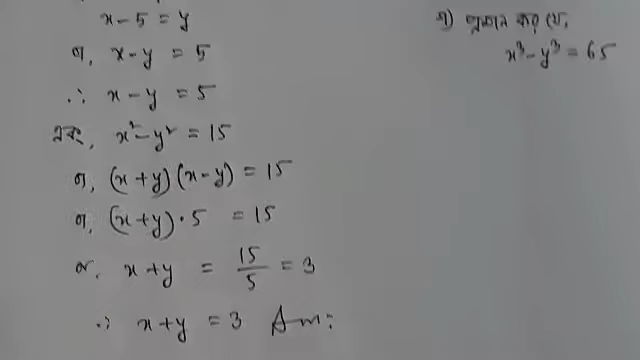 x - 5 = y
বা, x - y = 5
∴ x - y = 5
এবং, x² - y² = 15
বা, (x + y) (x - y) = 15
বা, (x + y) · 5 = 15
বা, x + y = 15/5 = 3
∴ x + y = 3 Ans:
গ) প্রমাণ কর যে,
x³ - y³ = 65